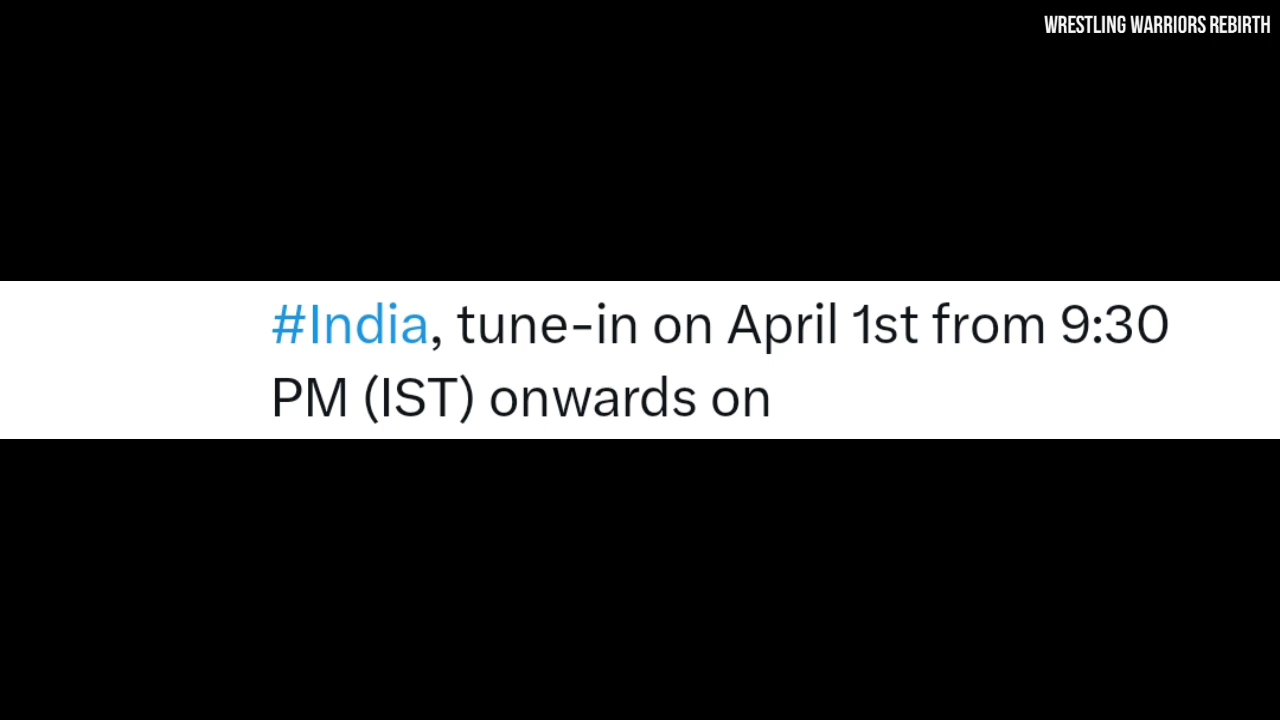 WRESTLING WARRIORS REBIRTH
#India, tune-in on April 1st from 9:30
PM (IST) onwards on